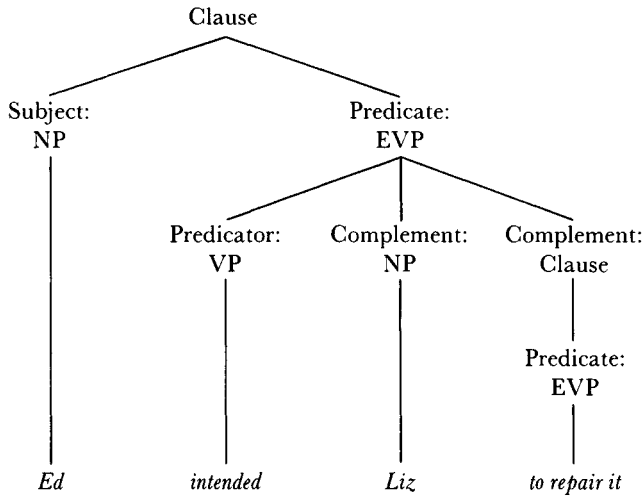 Clause
Subject: Predicate:
NP EVP
Predicator: Complement: Complement:
VP NP Clause
Predicate:
EVP
Ed intended Liz to repair it